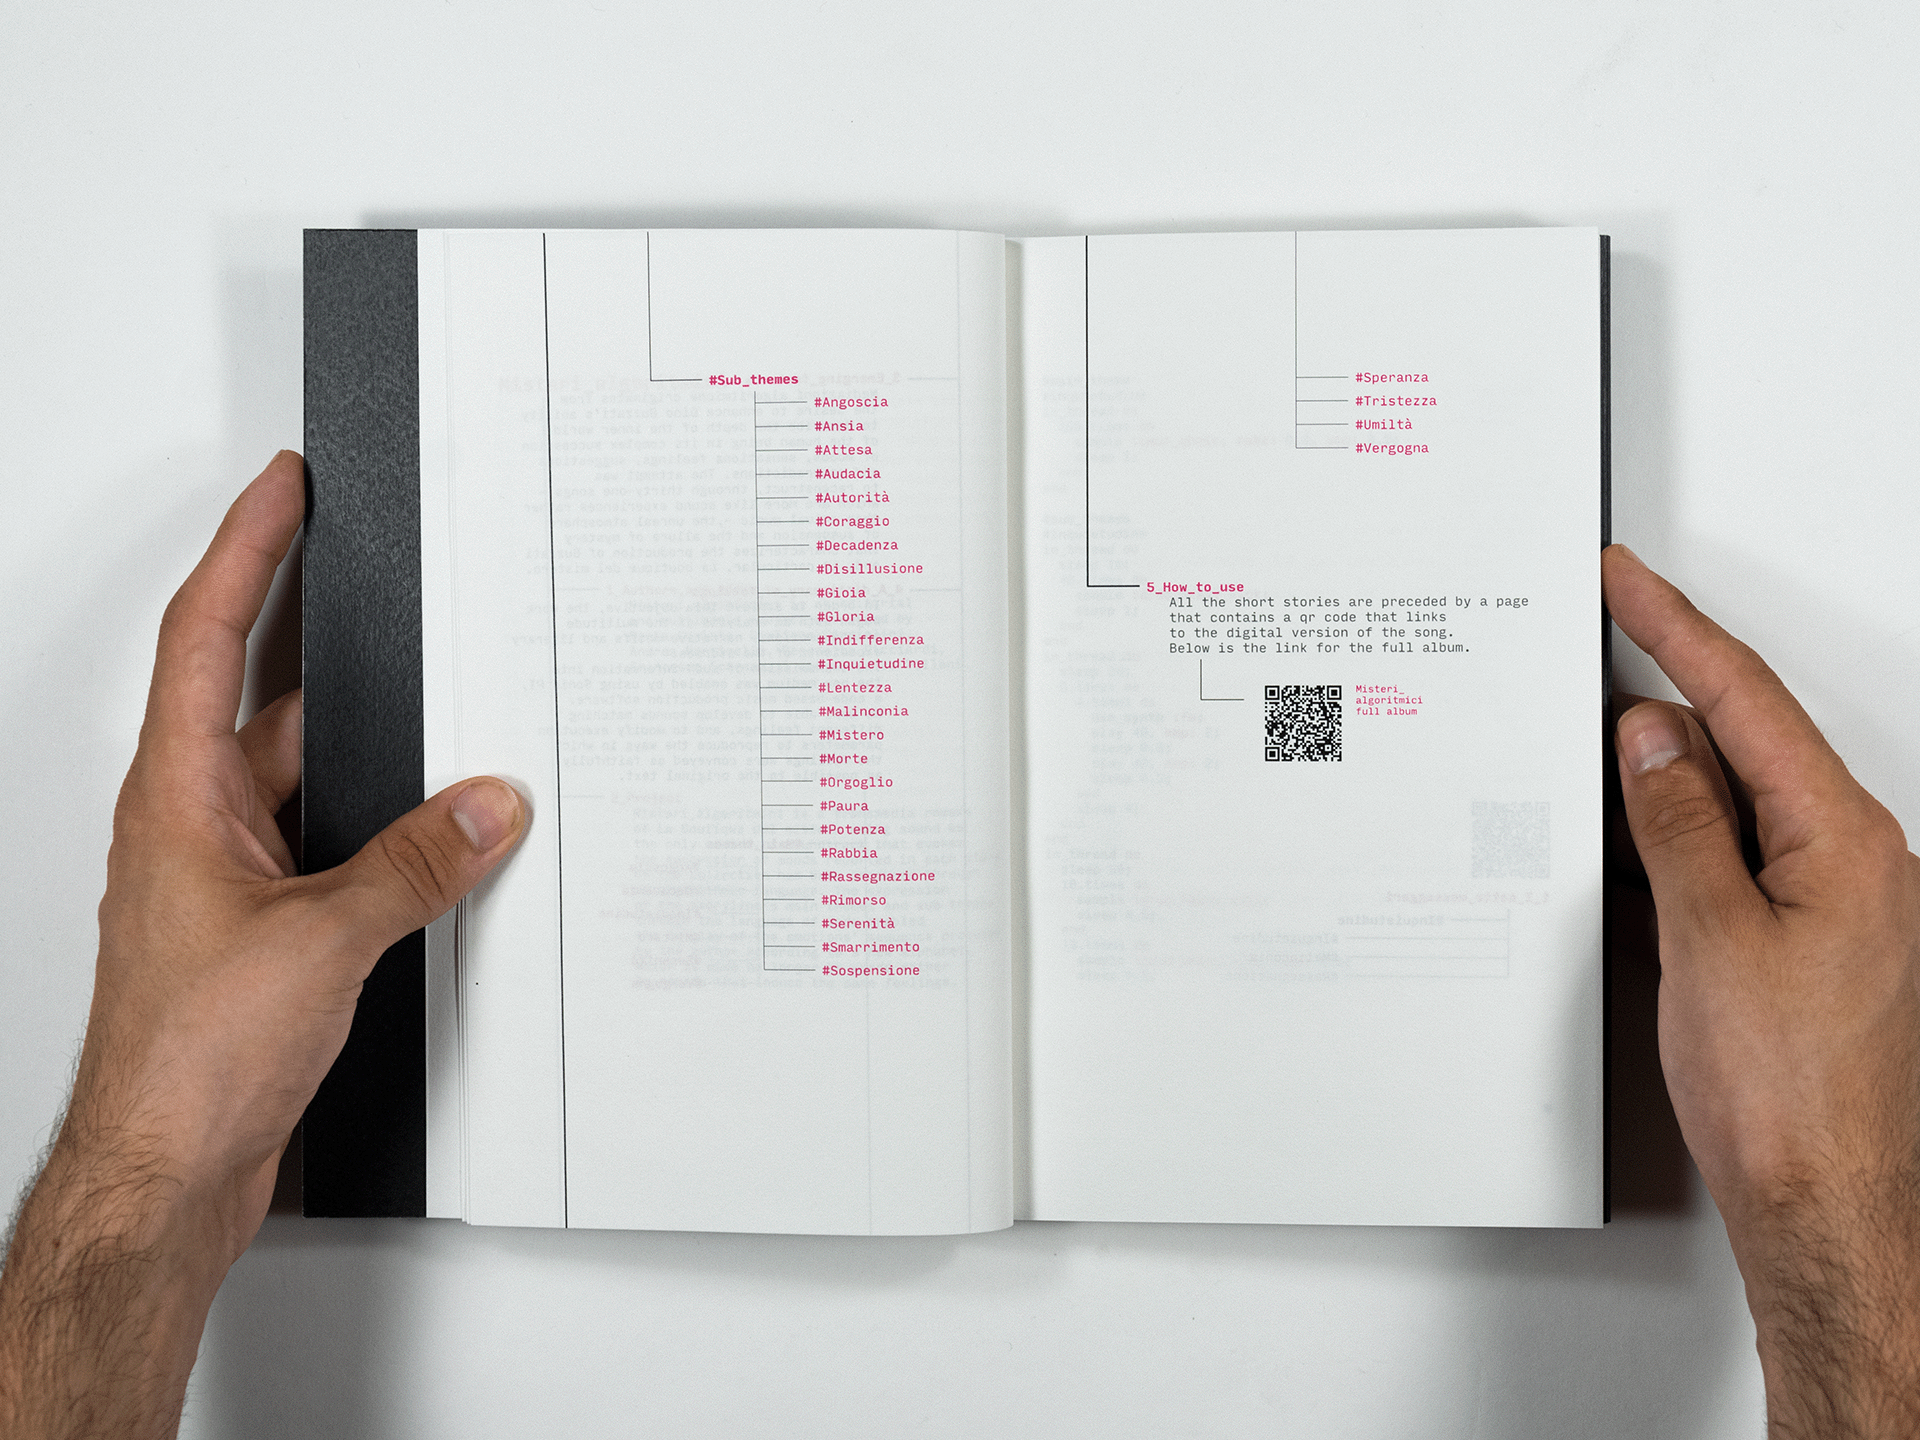 #Sub_themes
#Angoscia
#Ansia
#Attesa
#Audacia
#Autorità
#Coraggio
#Decadenza
#Disillusione
#Gioia
#Gloria
#Indifferenza
#Inquietudine
#Lentezza
#Malinconia
#Mistero
#Morte
#Orgoglio
#Paura
#Potenza
#Rabbia
#Rassegnazione
#Rimorso
#Serenità
#Smarrimento
#Sospensione
#Speranza
#Tristezza
#Umiltà
#Vergogna
5_How_to_use
All the short stories are preceded by a page
that contains a qr code that links
to the digital version of the song.
Below is the link for the full album.
Misteri_
algoritmici
full album